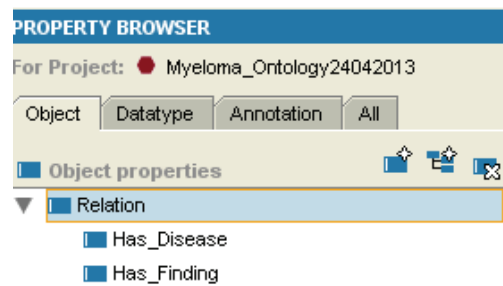 PROPERTY BROWSER
For Project: Myeloma_Ontology24042013
Object Datatype Annotation All
Object properties
Relation
Has_Disease
Has_Finding